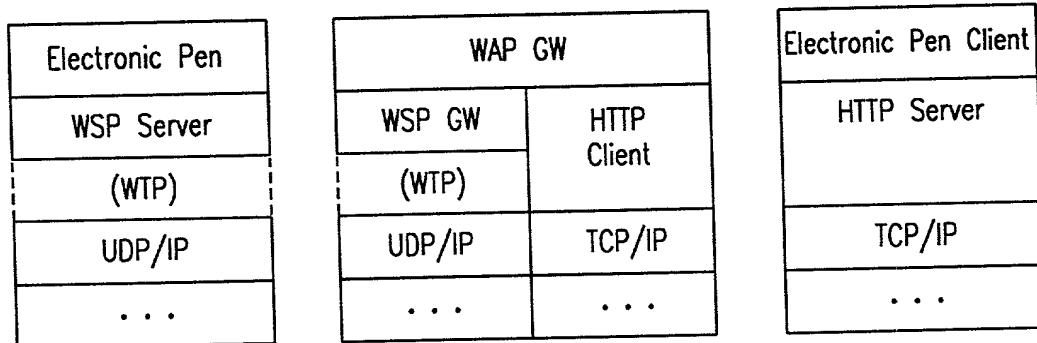 Electronic Pen
WSP Server
(WTP)
UDP/IP
. . .
WAP GW
WSP GW
(WTP)
UDP/IP
. . .
HTTP
Client
TCP/IP
. . .
Electronic Pen Client
HTTP Server
TCP/IP
. . .